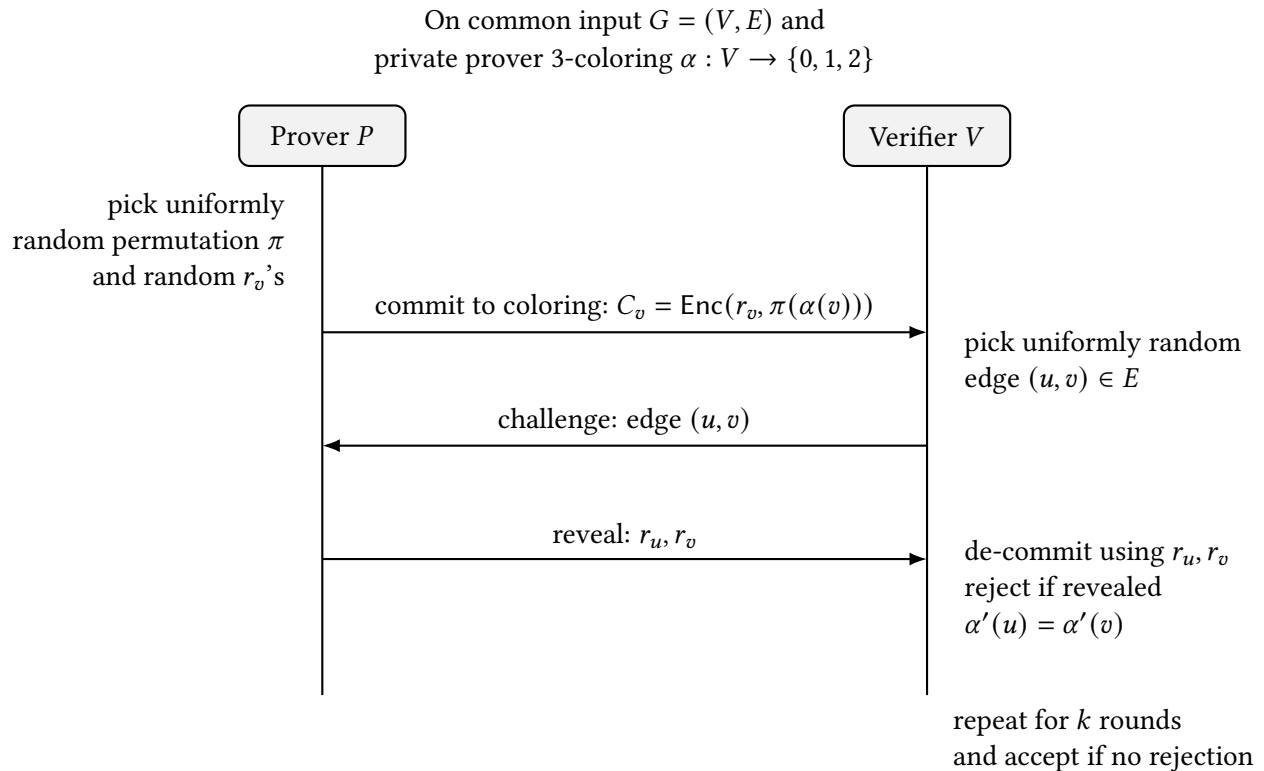 On common input G = (V, E) and
private prover 3-coloring α : V → {0, 1, 2}
Prover P
Verifier V
pick uniformly
random permutation π
and random r_v's
commit to coloring: C_v = Enc(r_v, π(α(v)))
pick uniformly random
edge (u, v) ∈ E
challenge: edge (u, v)
reveal: r_u, r_v
de-commit using r_u, r_v
reject if revealed
α′(u) = α′(v)
repeat for k rounds
and accept if no rejection